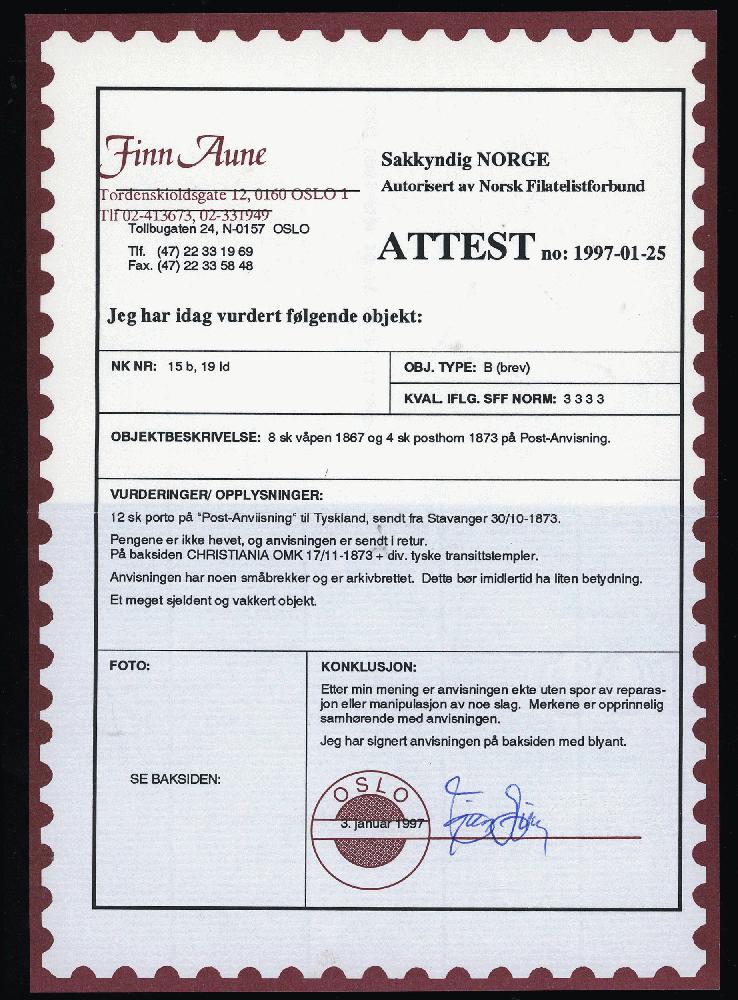 Finn Aune
Tordenskioldsgate 12, 0160 OSLO 1
Tlf 02-413673, 02-331949
Tollbugaten 24, N-0157 OSLO
Tlf. (47) 22 33 19 69
Fax. (47) 22 33 58 48
Sakkyndig NORGE
Autorisert av Norsk Filatelistforbund
ATTEST no: 1997-01-25
Jeg har idag vurdert følgende objekt:
NK NR: 15 b, 19 Id
OBJ. TYPE: B (brev)
KVAL. IFLG. SFF NORM: 3 3 3 3
OBJEKTBESKRIVELSE: 8 sk våpen 1867 og 4 sk posthorn 1873 på Post-Anvisning.
VURDERINGER/ OPPLYSNINGER:
12 sk porto på "Post-Anviisning" til Tyskland, sendt fra Stavanger 30/10-1873.
Pengene er ikke hevet, og anvisningen er sendt i retur.
På baksiden CHRISTIANIA OMK 17/11-1873 + div. tyske transittstempler.
Anvisningen har noen småbrekker og er arkivbrettet. Dette bør imidlertid ha liten betydning.
Et meget sjeldent og vakkert objekt.
FOTO:
SE BAKSIDEN:
KONKLUSJON:
Etter min mening er anvisningen ekte uten spor av reparas-
jon eller manipulasjon av noe slag. Merkene er opprinnelig
samhørende med anvisningen.
Jeg har signert anvisningen på baksiden med blyant.
OSLO
3. januar 1997